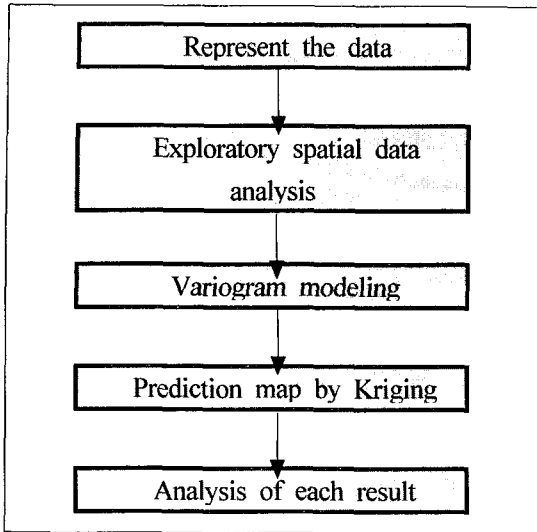 Represent the data
Exploratory spatial data
analysis
Variogram modeling
Prediction map by Kriging
Analysis of each result